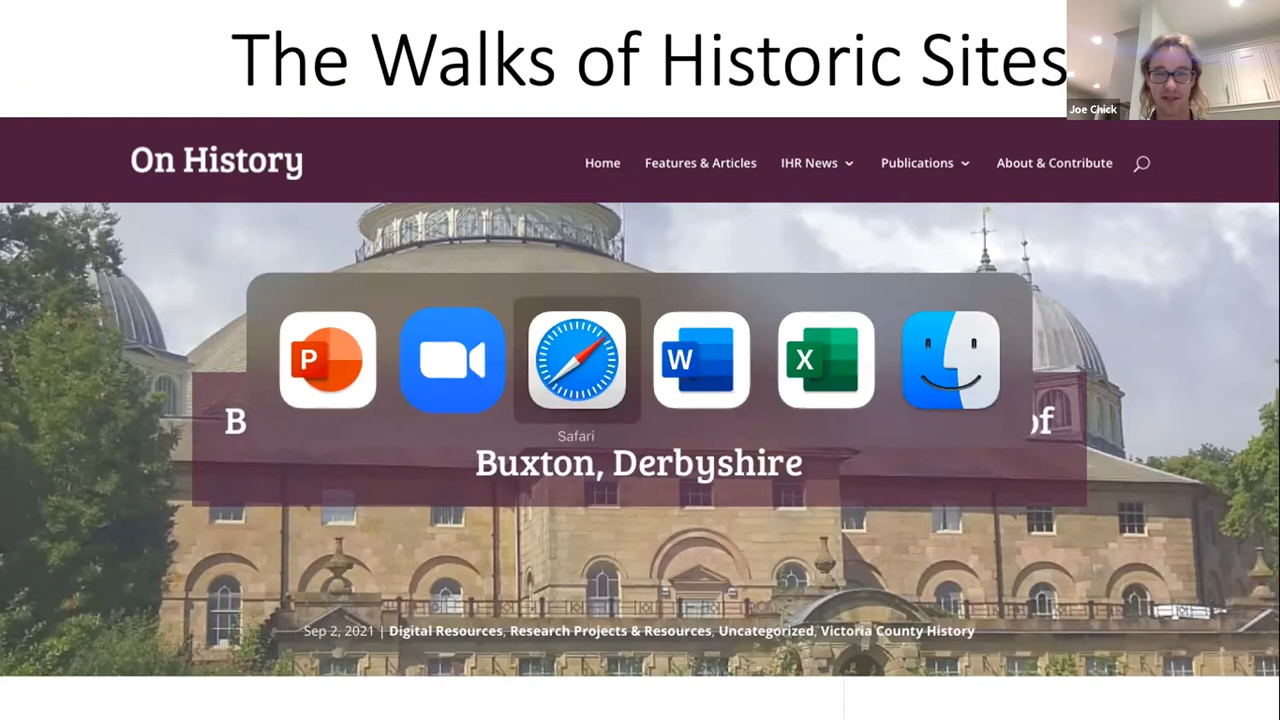 The Walks of Historic Sites
Joe Chick
On History
Home Features & Articles IHR News Publications About & Contribute
P W X
Safari
B of
Buxton, Derbyshire
Sep 2, 2021 | Digital Resources, Research Projects & Resources, Uncategorized, Victoria County History